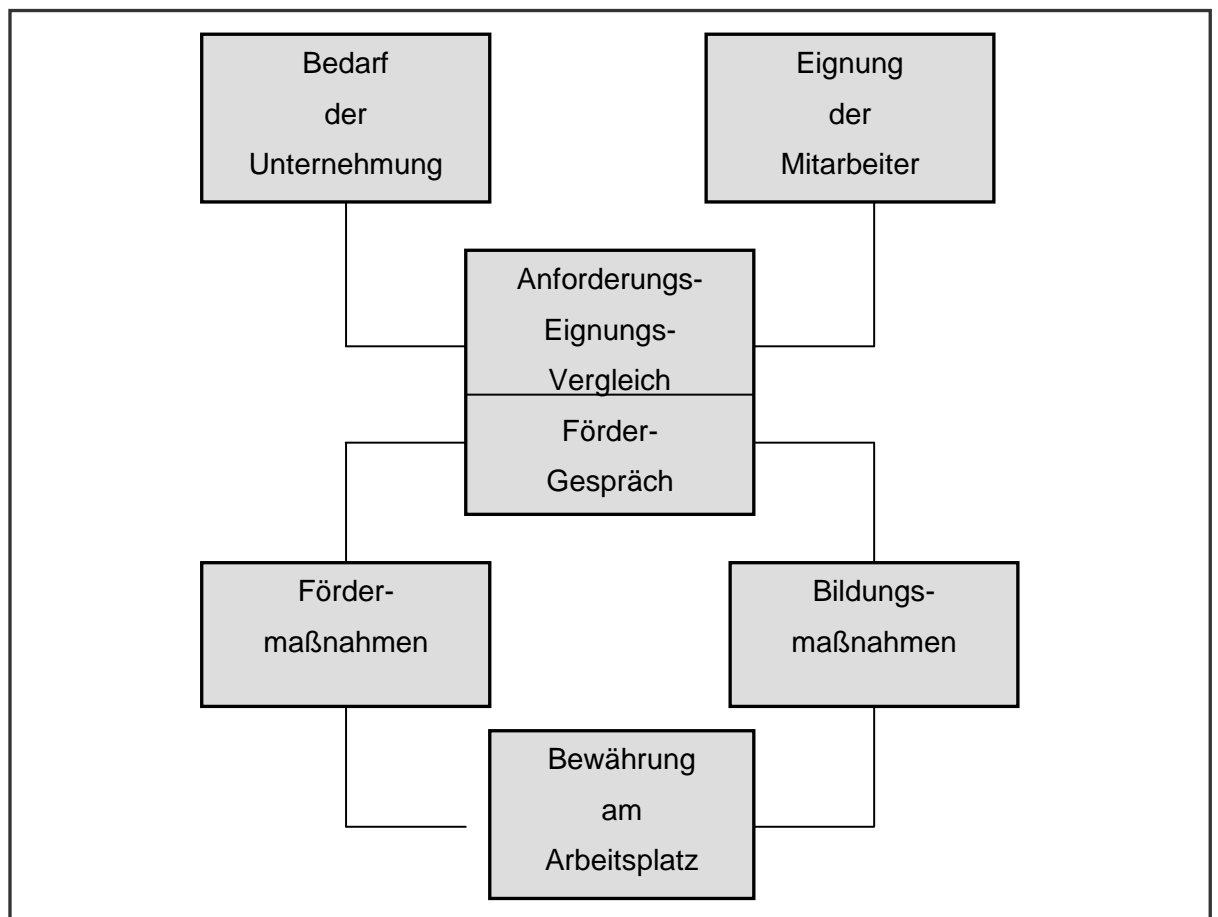 Bedarf
der
Unternehmung
Eignung
der
Mitarbeiter
Anforderungs-
Eignungs-
Vergleich
Förder-
Gespräch
Förder-
maßnahmen
Bildungs-
maßnahmen
Bewährung
am
Arbeitsplatz